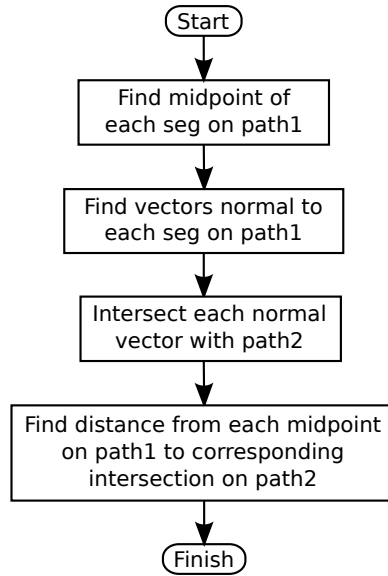 Start
Find midpoint of
each seg on path1
Find vectors normal to
each seg on path1
Intersect each normal
vector with path2
Find distance from each midpoint
on path1 to corresponding
intersection on path2
Finish